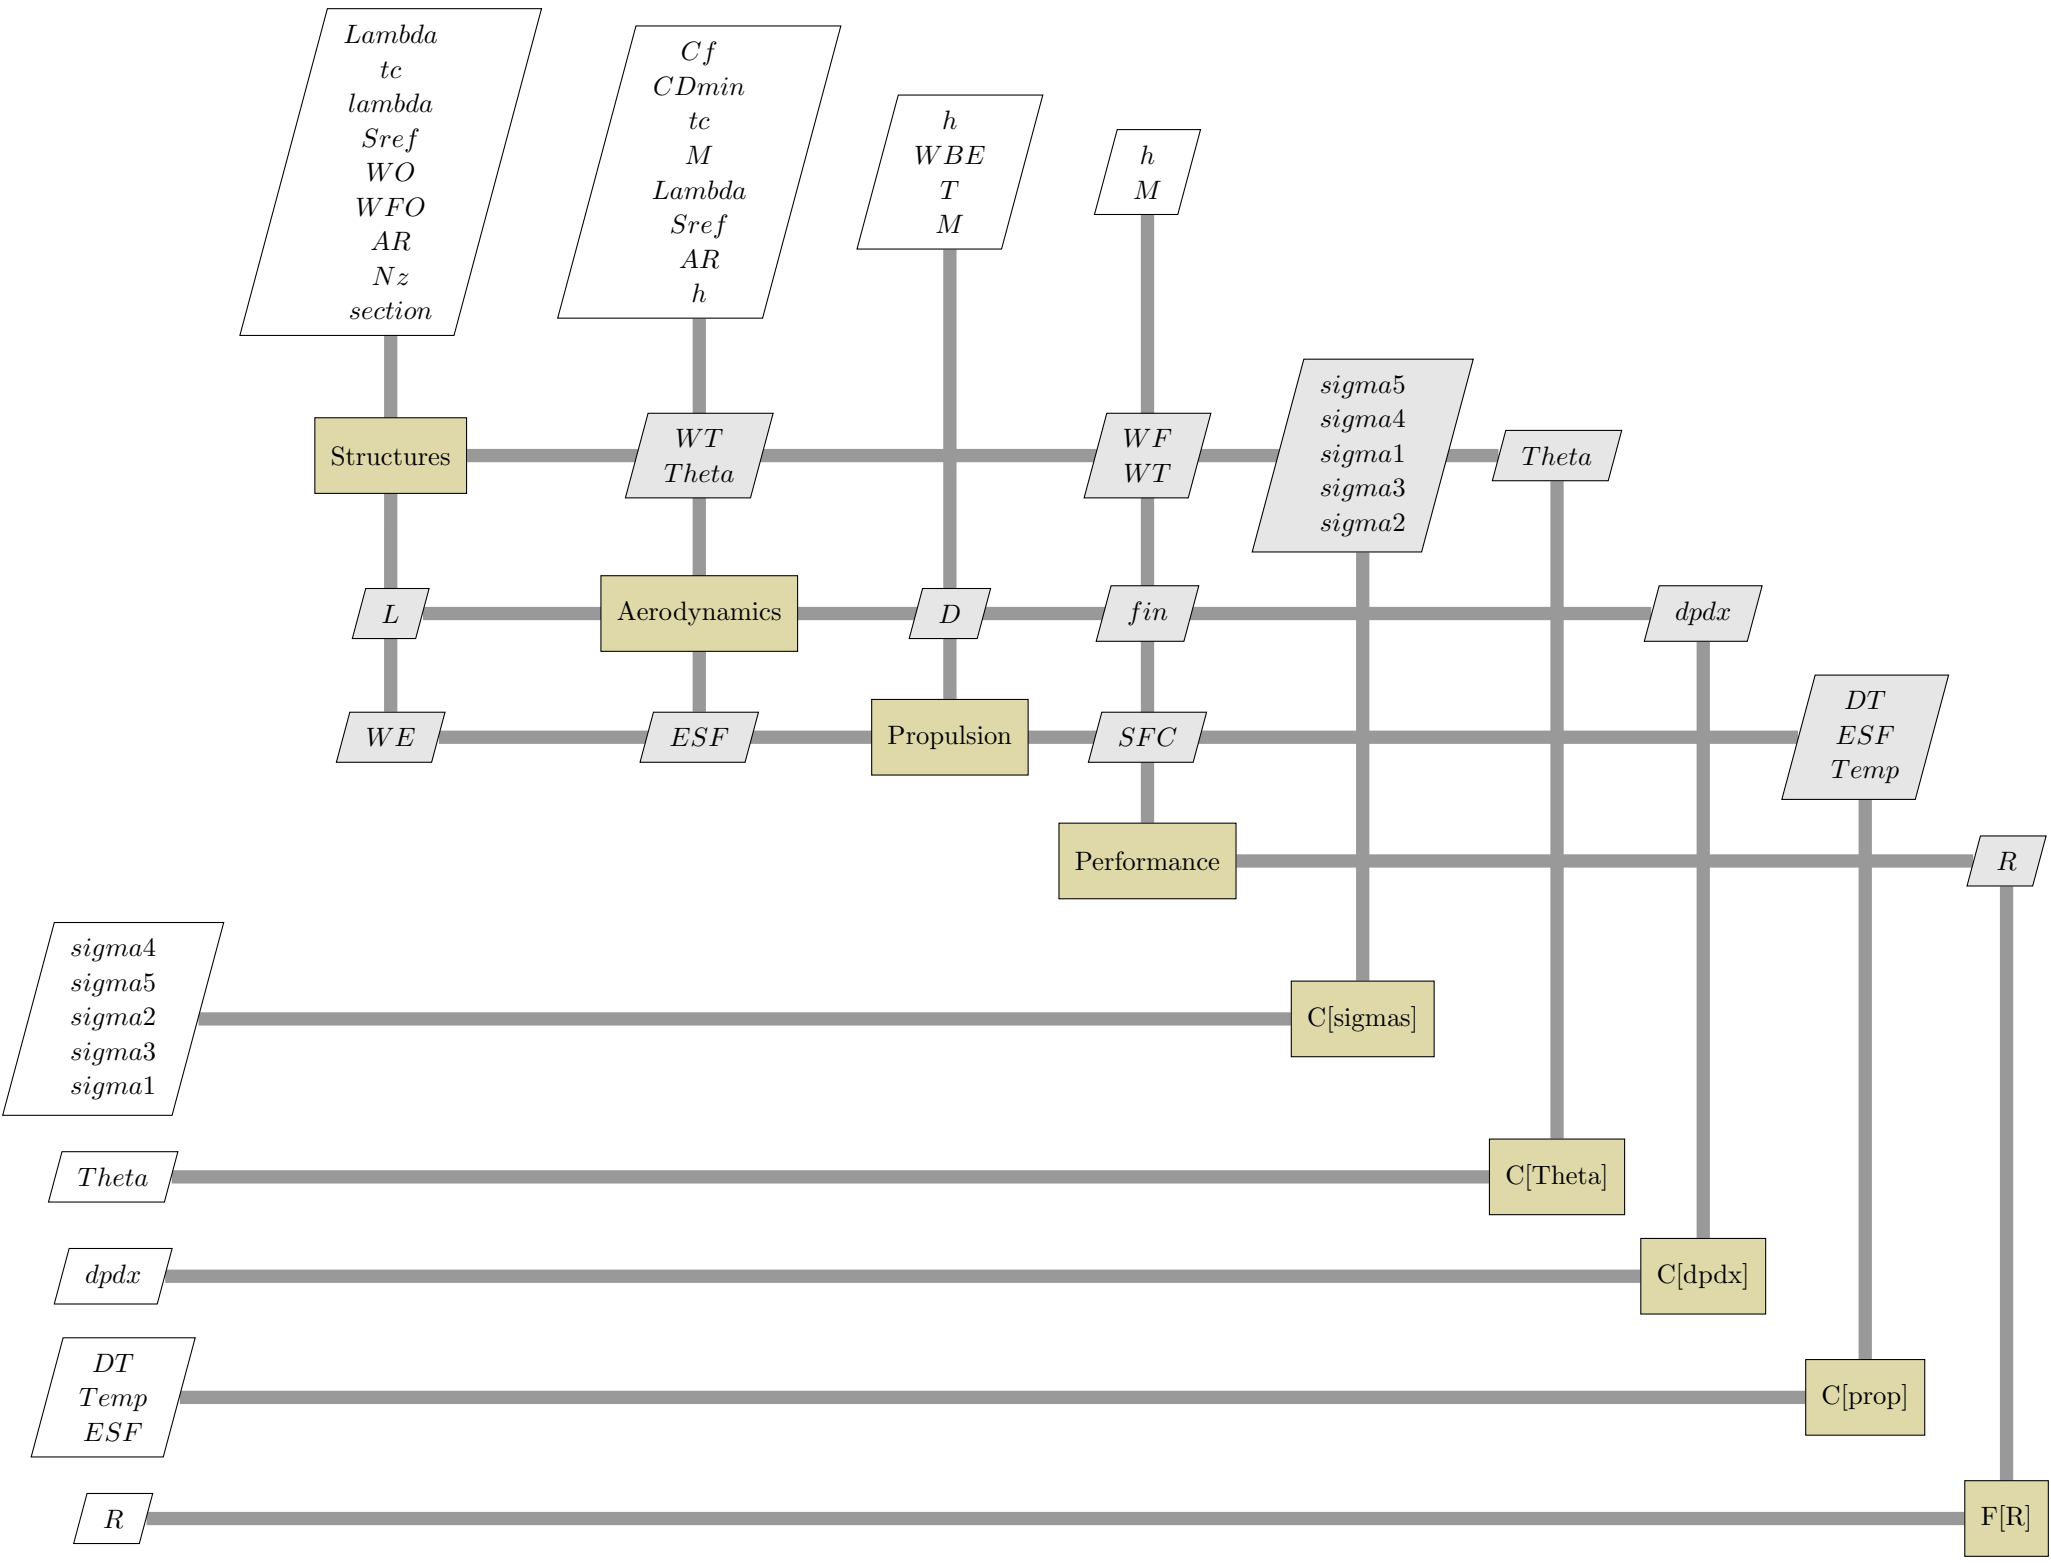 Lambda
tc
lambda
Sref
WO
WFO
AR
Nz
section
Cf
CDmin
tc
M
Lambda
Sref
AR
h
h
WBE
T
M
h
M
Structures
WT
Theta
WF
WT
sigma5
sigma4
sigma1
sigma3
sigma2
Theta
L
Aerodynamics
D
fin
dpdx
WE
ESF
Propulsion
SFC
DT
ESF
Temp
Performance
R
sigma4
sigma5
sigma2
sigma3
sigma1
C[sigmas]
Theta
C[Theta]
dpdx
C[dpdx]
DT
Temp
ESF
C[prop]
R
F[R]